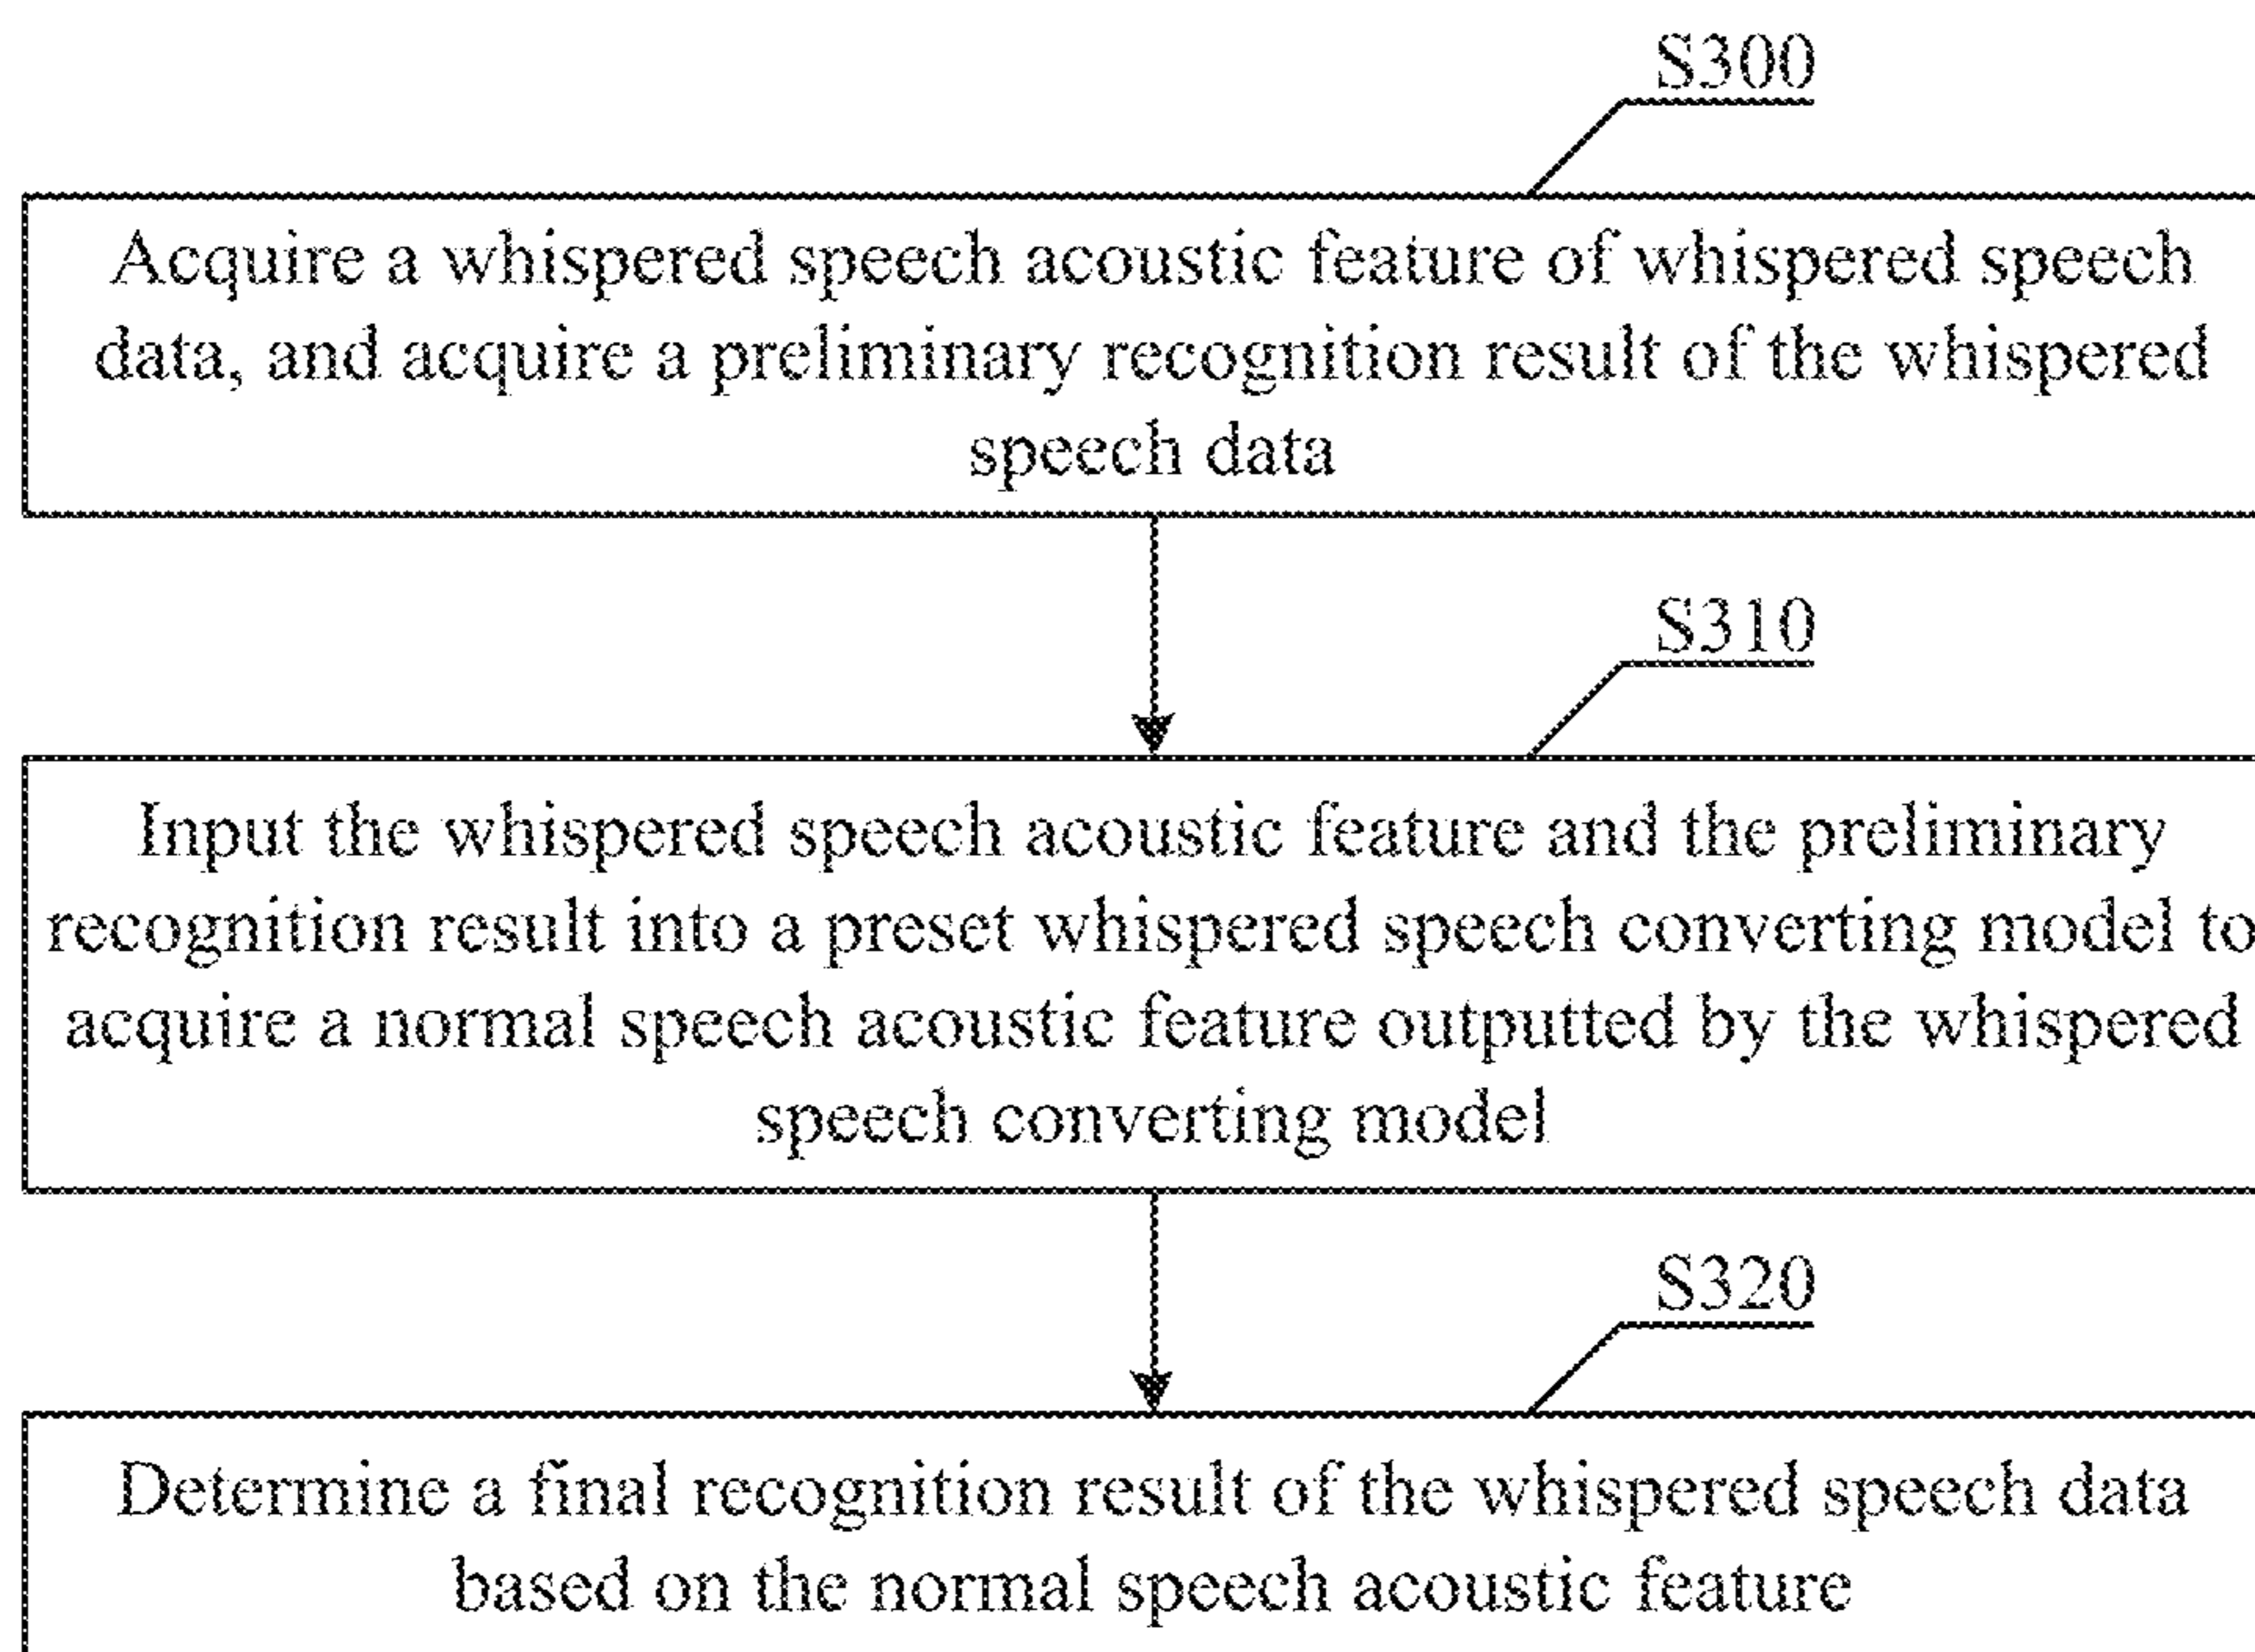 S300
Acquire a whispered speech acoustic feature of whispered speech
data, and acquire a preliminary recognition result of the whispered
speech data
S310
Input the whispered speech acoustic feature and the preliminary
recognition result into a preset whispered speech converting model to
acquire a normal speech acoustic feature outputted by the whispered
speech converting model
S320
Determine a final recognition result of the whispered speech data
based on the normal speech acoustic feature